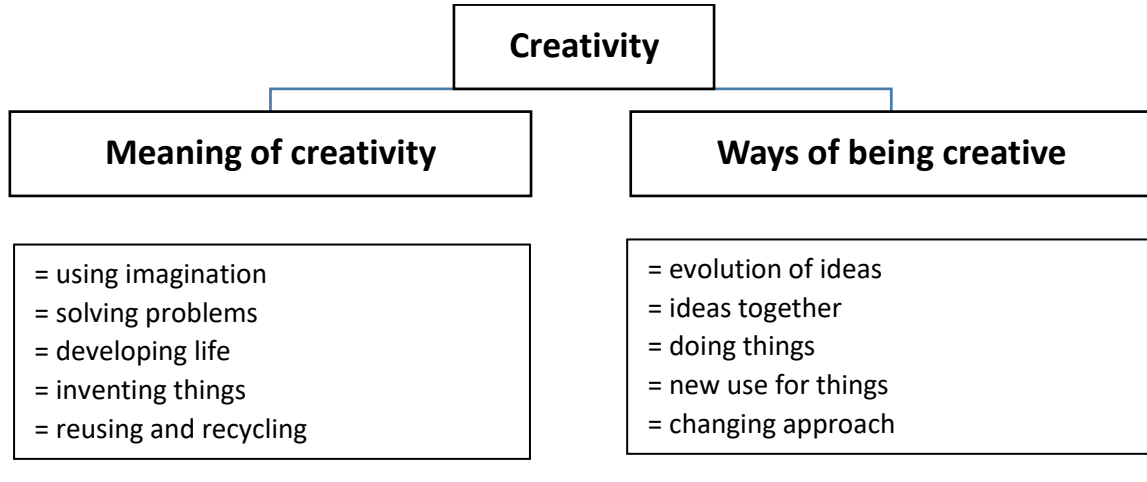 Creativity
Meaning of creativity
= using imagination
= solving problems
= developing life
= inventing things
= reusing and recycling
Ways of being creative
= evolution of ideas
= ideas together
= doing things
= new use for things
= changing approach